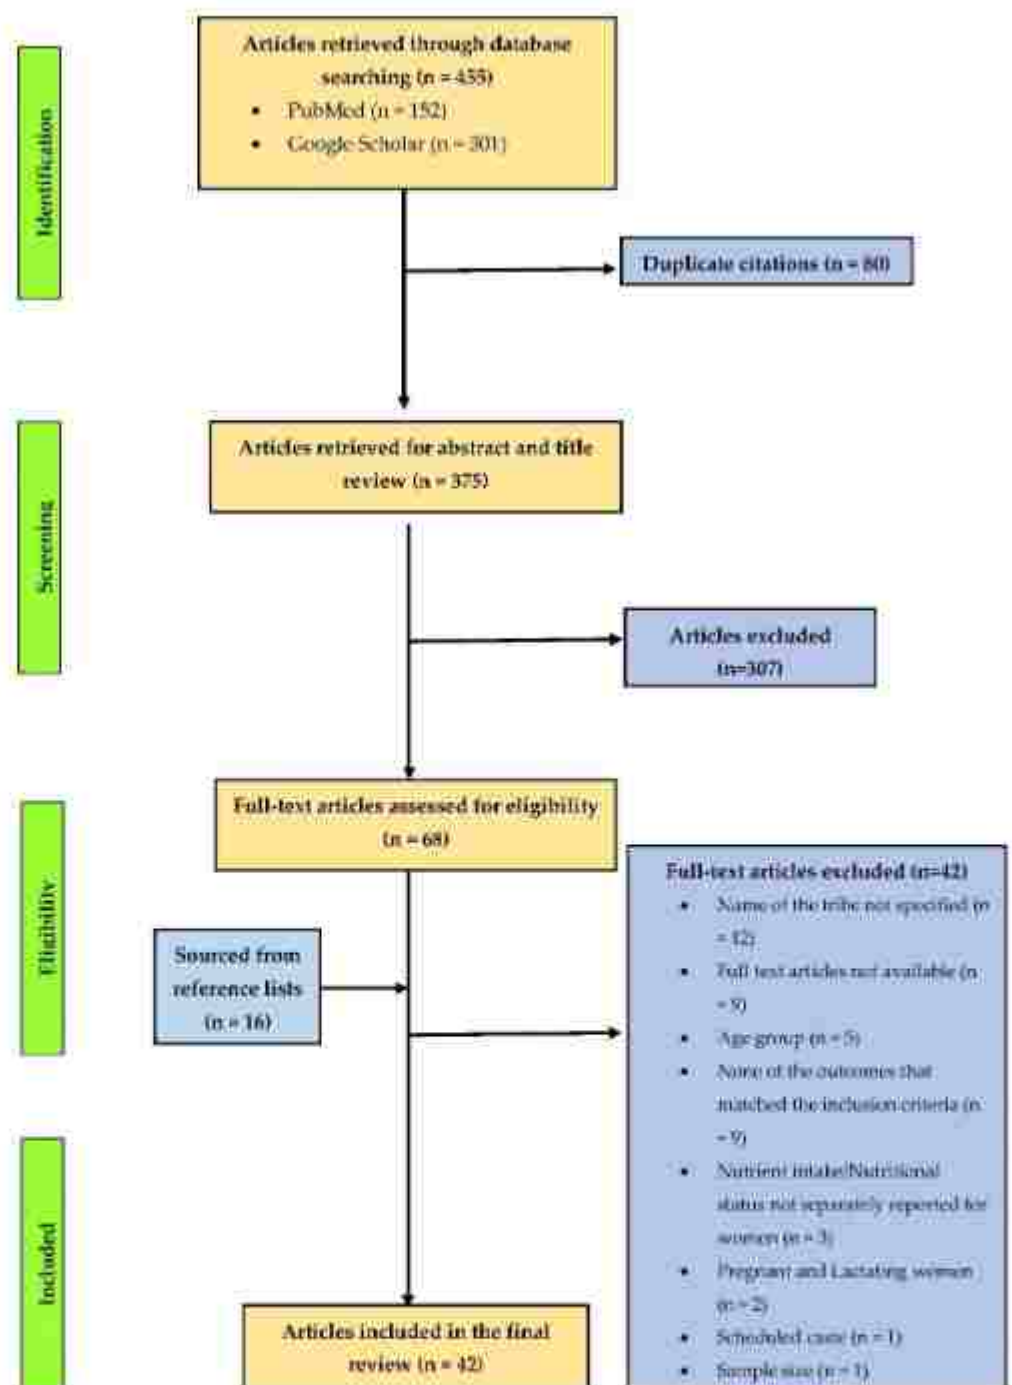 Identification
Articles retrieved through database
searching (n = 455)
• PubMed (n = 152)
• Google Scholar (n = 301)
Duplicate citations (n = 80)
Screening
Articles retrieved for abstract and title
review (n = 375)
Articles excluded
(n=307)
Eligibility
Full-text articles assessed for eligibility
(n = 68)
Sourced from
reference lists
(n = 16)
Full-text articles excluded (n=42)
• Name of the tribe not specified (n
= 12)
• Full text articles not available (n
= 9)
• Age group (n = 5)
• None of the outcomes that
matched the inclusion criteria (n
= 9)
• Nutrient intake/Nutritional
status not separately reported for
women (n = 3)
• Pregnant and Lactating women
(n = 2)
• Scheduled caste (n = 1)
• Sample size (n = 1)
Included
Articles included in the final
review (n = 42)